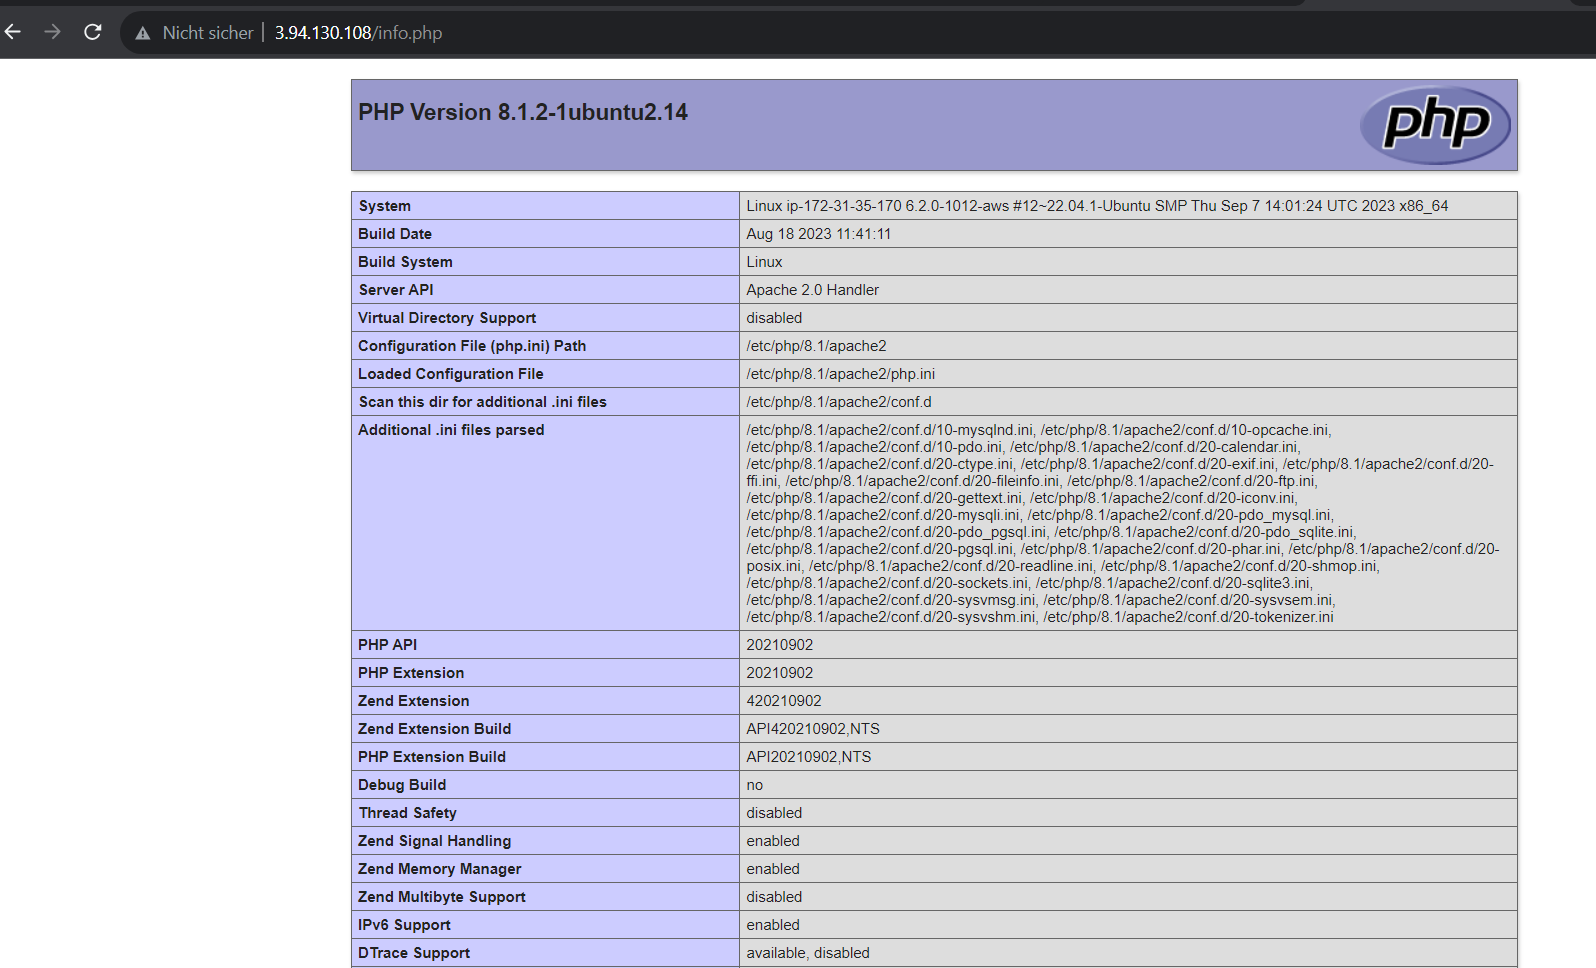 Nicht sicher 3.94.130.108/info.php
PHP Version 8.1.2-1ubuntu2.14
php
System Linux ip-172-31-35-170 6.2.0-1012-aws #12~22.04.1-Ubuntu SMP Thu Sep 7 14:01:24 UTC 2023 x86_64
Build Date Aug 18 2023 11:41:11
Build System Linux
Server API Apache 2.0 Handler
Virtual Directory Support disabled
Configuration File (php.ini) Path /etc/php/8.1/apache2
Loaded Configuration File /etc/php/8.1/apache2/php.ini
Scan this dir for additional .ini files /etc/php/8.1/apache2/conf.d
Additional .ini files parsed /etc/php/8.1/apache2/conf.d/10-mysqlnd.ini, /etc/php/8.1/apache2/conf.d/10-opcache.ini,
/etc/php/8.1/apache2/conf.d/10-pdo.ini, /etc/php/8.1/apache2/conf.d/20-calendar.ini,
/etc/php/8.1/apache2/conf.d/20-ctype.ini, /etc/php/8.1/apache2/conf.d/20-exif.ini, /etc/php/8.1/apache2/conf.d/20-
ffi.ini, /etc/php/8.1/apache2/conf.d/20-fileinfo.ini, /etc/php/8.1/apache2/conf.d/20-ftp.ini,
/etc/php/8.1/apache2/conf.d/20-gettext.ini, /etc/php/8.1/apache2/conf.d/20-iconv.ini,
/etc/php/8.1/apache2/conf.d/20-mysqli.ini, /etc/php/8.1/apache2/conf.d/20-pdo_mysql.ini,
/etc/php/8.1/apache2/conf.d/20-pdo_pgsql.ini, /etc/php/8.1/apache2/conf.d/20-pdo_sqlite.ini,
/etc/php/8.1/apache2/conf.d/20-pgsql.ini, /etc/php/8.1/apache2/conf.d/20-phar.ini, /etc/php/8.1/apache2/conf.d/20-
posix.ini, /etc/php/8.1/apache2/conf.d/20-readline.ini, /etc/php/8.1/apache2/conf.d/20-shmop.ini,
/etc/php/8.1/apache2/conf.d/20-sockets.ini, /etc/php/8.1/apache2/conf.d/20-sqlite3.ini,
/etc/php/8.1/apache2/conf.d/20-sysvmsg.ini, /etc/php/8.1/apache2/conf.d/20-sysvsem.ini,
/etc/php/8.1/apache2/conf.d/20-sysvshm.ini, /etc/php/8.1/apache2/conf.d/20-tokenizer.ini
PHP API 20210902
PHP Extension 20210902
Zend Extension 420210902
Zend Extension Build API420210902,NTS
PHP Extension Build API20210902,NTS
Debug Build no
Thread Safety disabled
Zend Signal Handling enabled
Zend Memory Manager enabled
Zend Multibyte Support disabled
IPv6 Support enabled
DTrace Support available, disabled